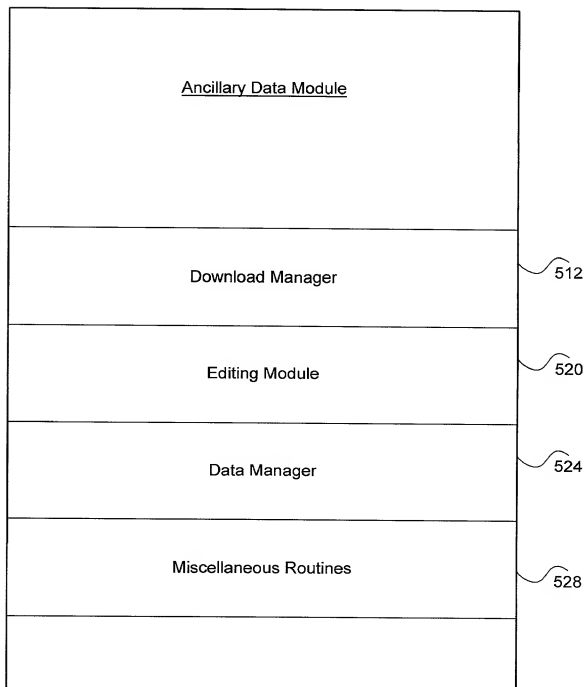 Ancillary Data Module
Download Manager
512
Editing Module
520
Data Manager
524
Miscellaneous Routines
528